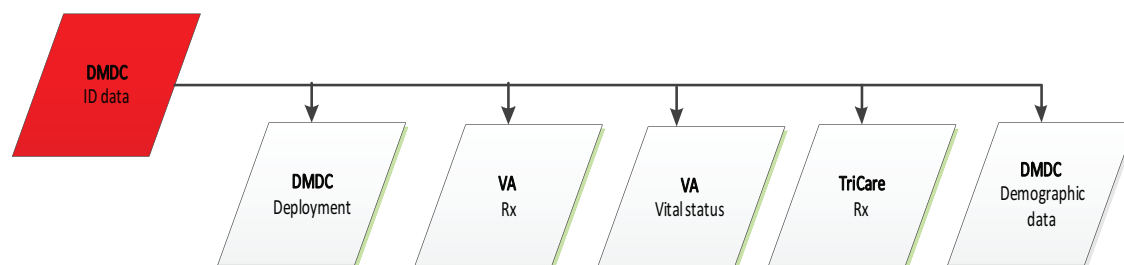 DMDC
ID data
DMDC
Deployment
VA
Rx
VA
Vital status
TriCare
Rx
DMDC
Demographic
data